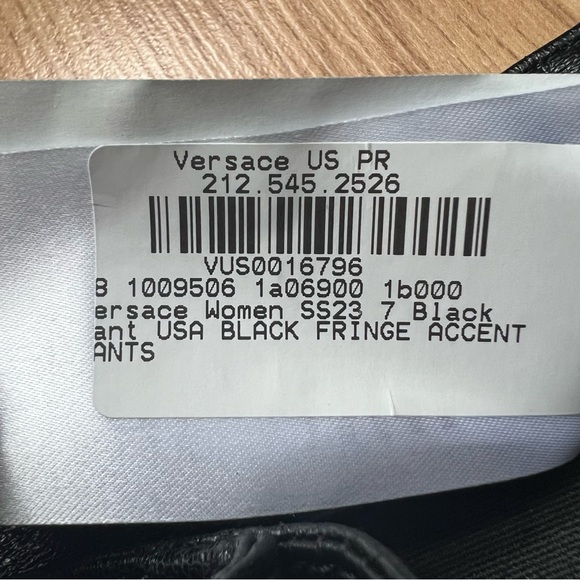 Versace US PR
212.545.2526
VUS0016796
8 1009506 1a06900 1b000
ersace Women SS23 7 Black
ant USA BLACK FRINGE ACCENT
ANTS